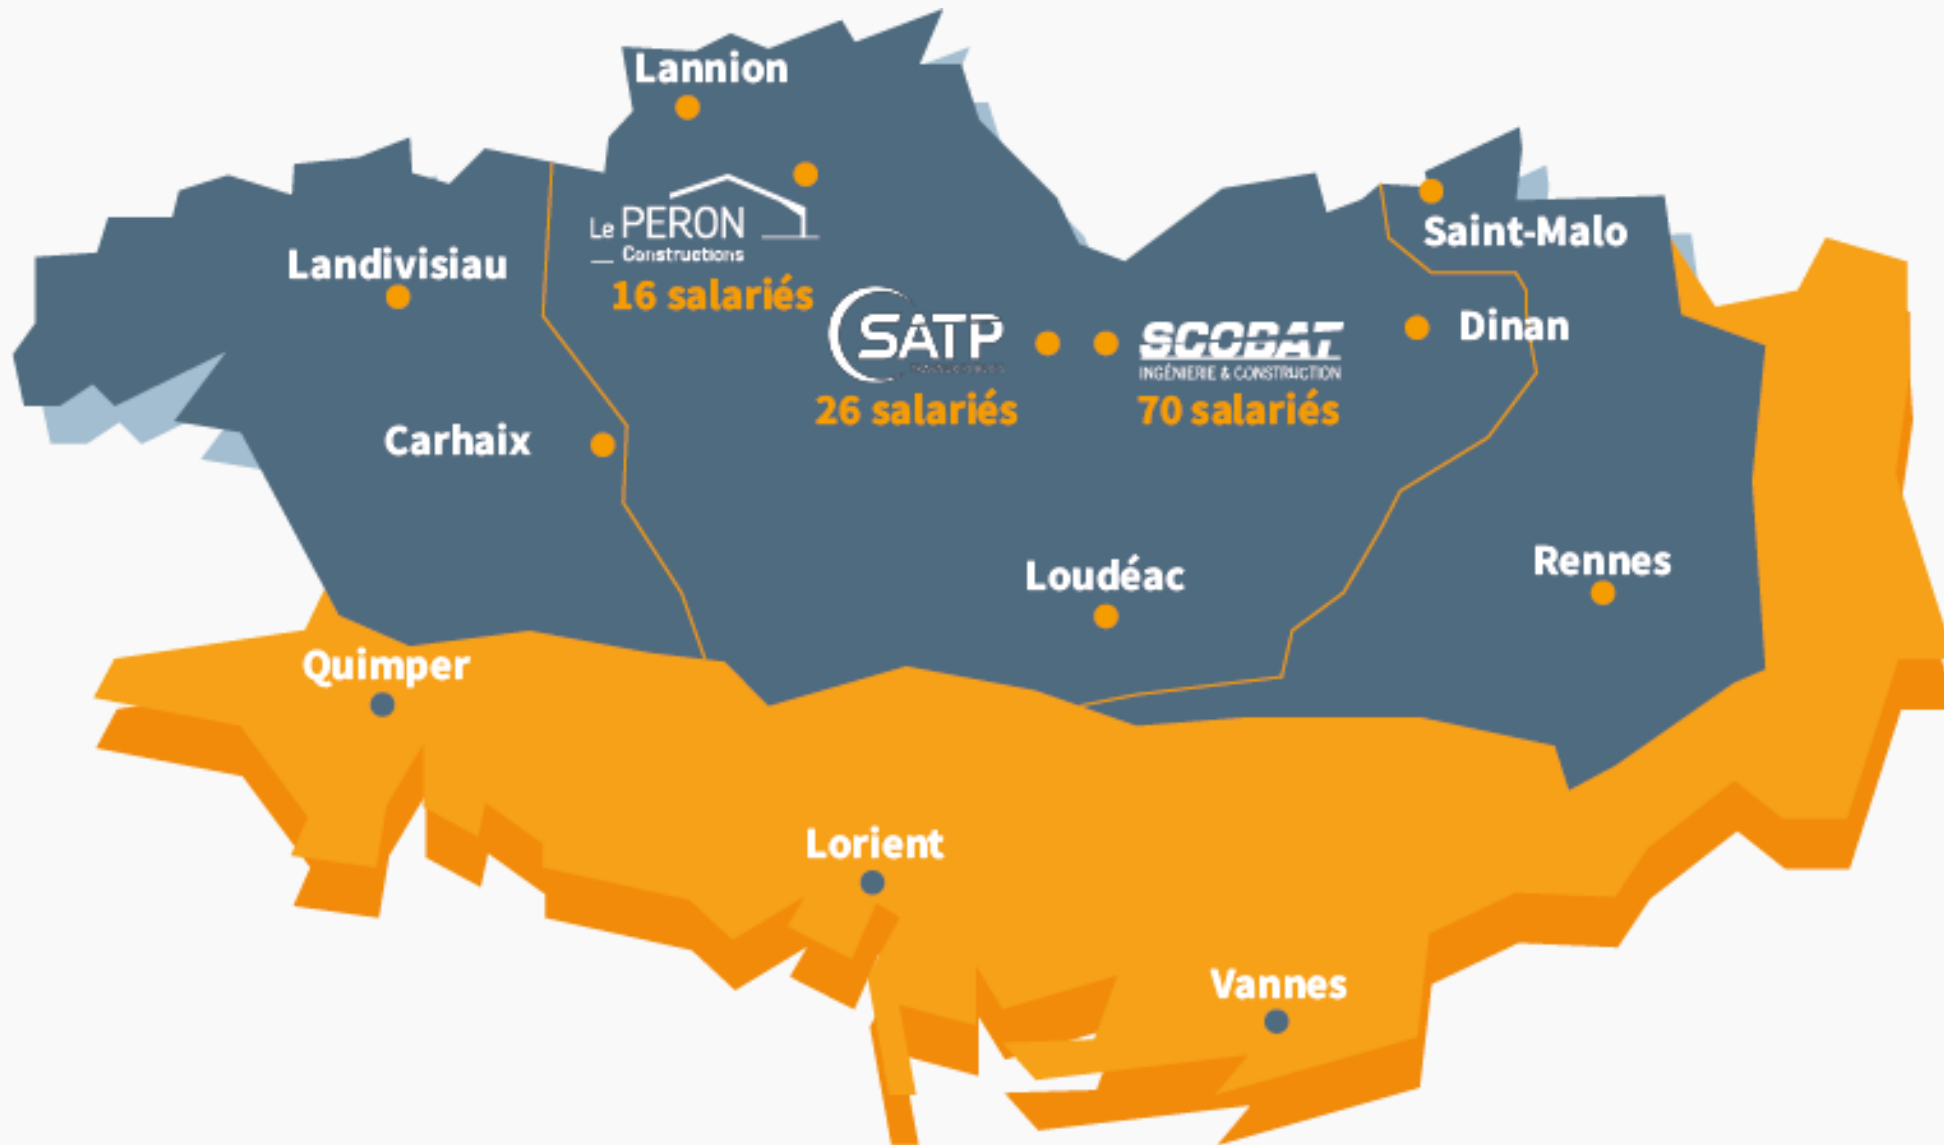 Lannion
Le PERON
Constructions
16 salariés
Landivisiau
Saint-Malo
SATP
SCOBAT
INGÉNIERIE & CONSTRUCTION
Dinan
26 salariés
70 salariés
Carhaix
Loudéac
Rennes
Quimper
Lorient
Vannes